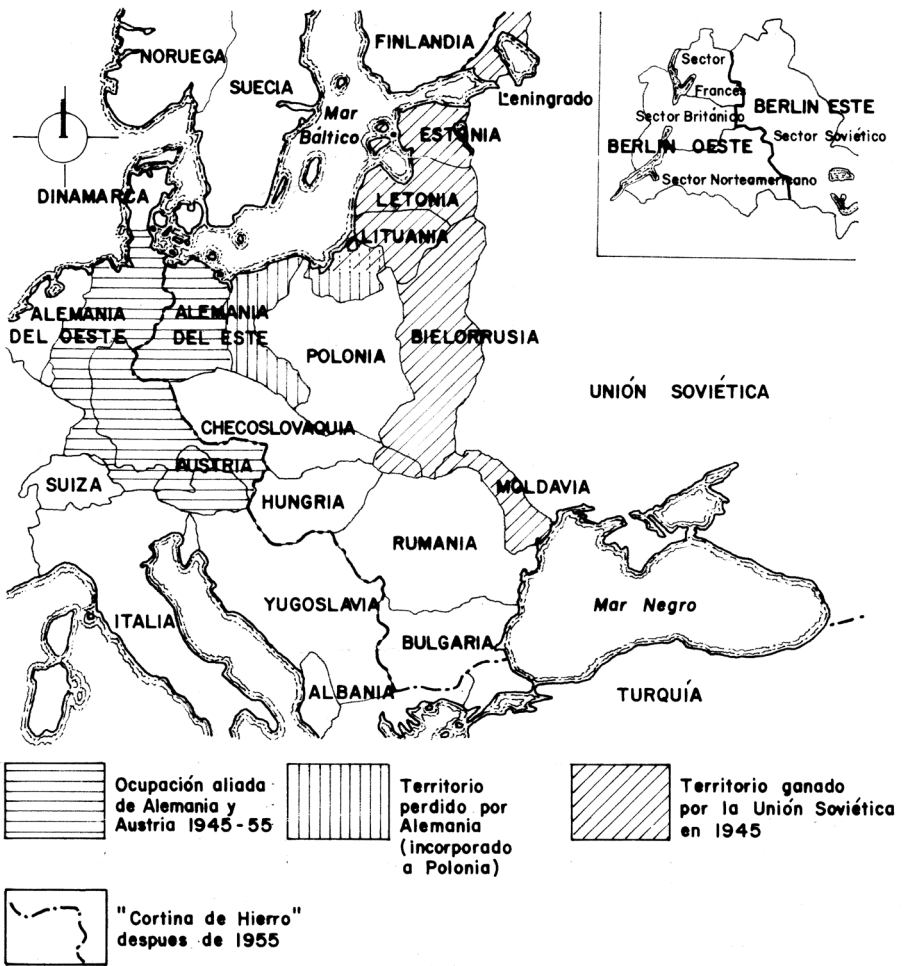 NORUEGA
FINLANDIA
SUECIA
Leningrado
Mar
Báltico
ESTONIA
DINAMARCA
LETONIA
LITUANIA
ALEMANIA
DEL OESTE
ALEMANIA
DEL ESTE
BIELORRUSIA
POLONIA
UNIÓN SOVIÉTICA
CHECOSLOVAQUIA
AUSTRIA
SUIZA
HUNGRIA
MOLDAVIA
RUMANIA
ITALIA
YUGOSLAVIA
Mar Negro
BULGARIA
ALBANIA
TURQUÍA
Sector
Francés
BERLIN ESTE
Sector Británico
Sector Soviético
BERLIN OESTE
Sector Norteamericano
Ocupación aliada
de Alemania y
Austria 1945-55
Territorio
perdido por
Alemania
(incorporado
a Polonia)
Territorio ganado
por la Unión Soviética
en 1945
"Cortina de Hierro"
despues de 1955